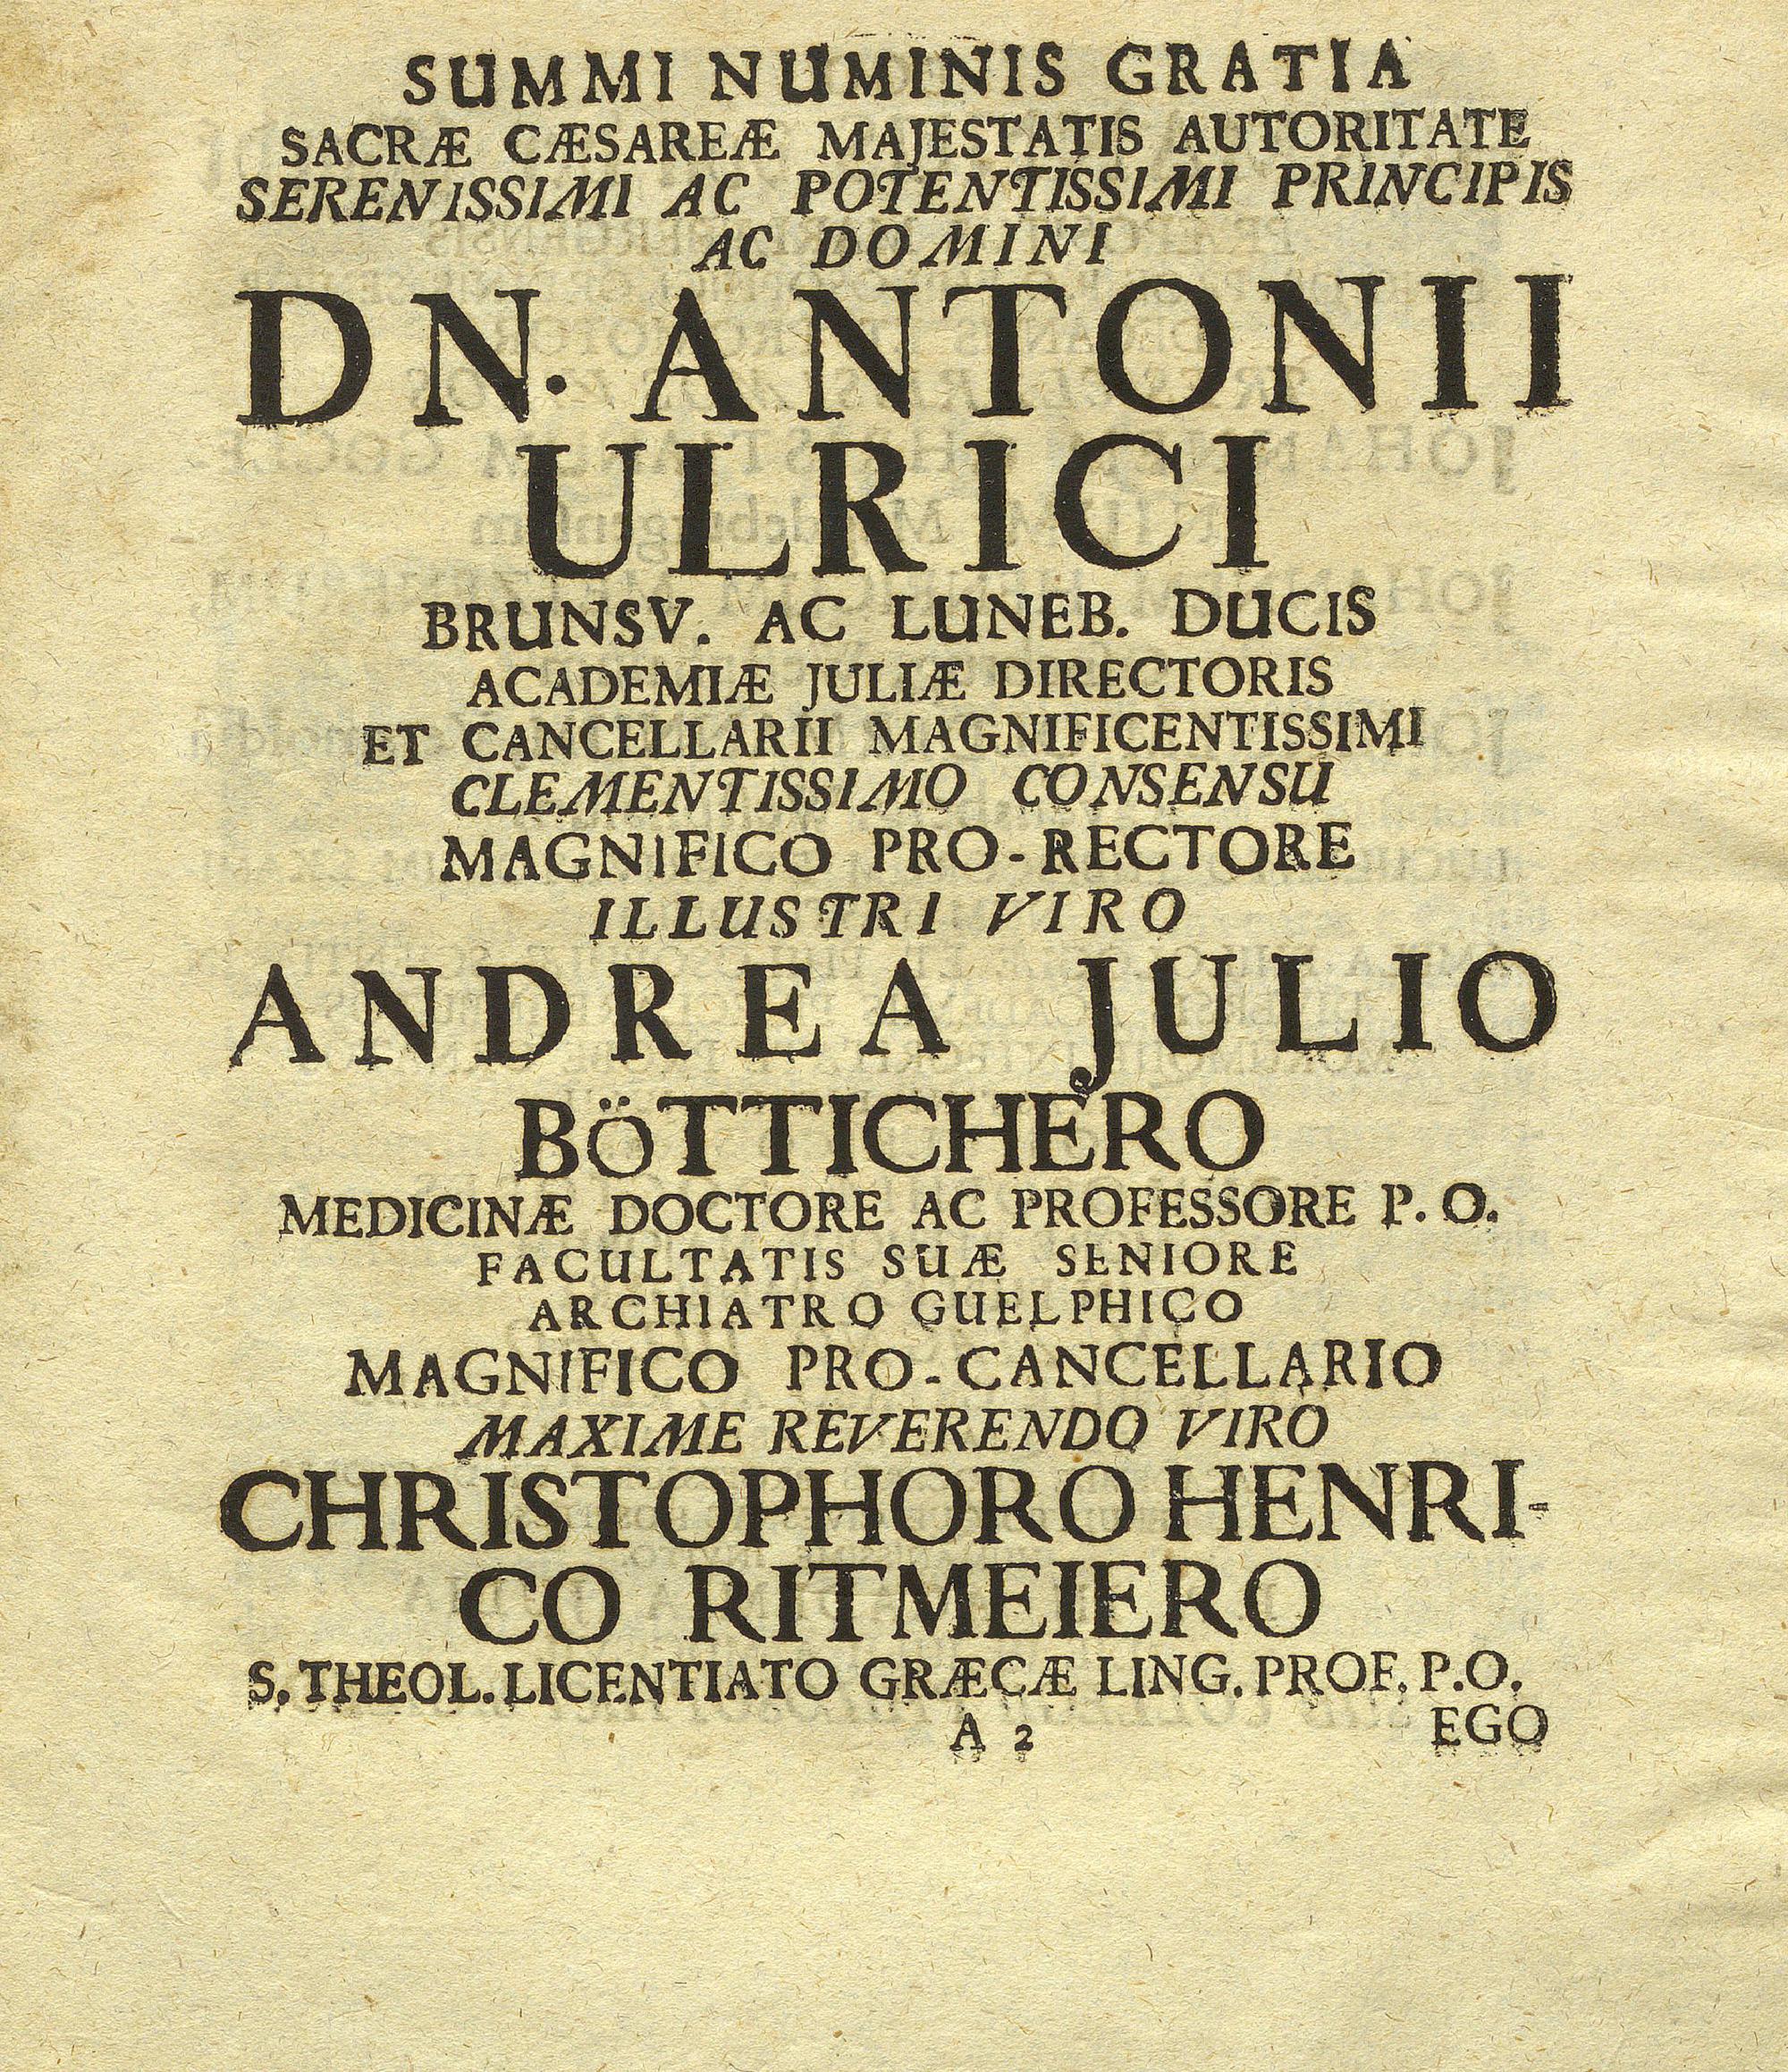 SUMMI NUMINIS GRATIA
SACRÆ CÆSAREÆ MAJESTATIS AUTORITATE
SERENISSIMI AC POTENTISSIMI PRINCIPIS
AC DOMINI
DN. ANTONII
ULRICI
BRUNSV. AC LUNEB. DUCIS
ACADEMIÆ JULIÆ DIRECTORIS
ET CANCELLARII MAGNIFICENTISSIMI
CLEMENTISSIMO CONSENSU
MAGNIFICO PRO-RECTORE
ILLUSTRI VIRO
ANDREA JULIO
BÖTTICHERO
MEDICINÆ DOCTORE AC PROFESSORE P. O.
FACULTATIS SUÆ SENIORE
ARCHIATRO GUELPHICO
MAGNIFICO PRO-CANCELLARIO
MAXIME REVERENDO VIRO
CHRISTOPHORO HENRI-
CO RITMEIERO
S. THEOL. LICENTIATO GRÆCÆ LING. PROF. P. O.
A 2 EGO